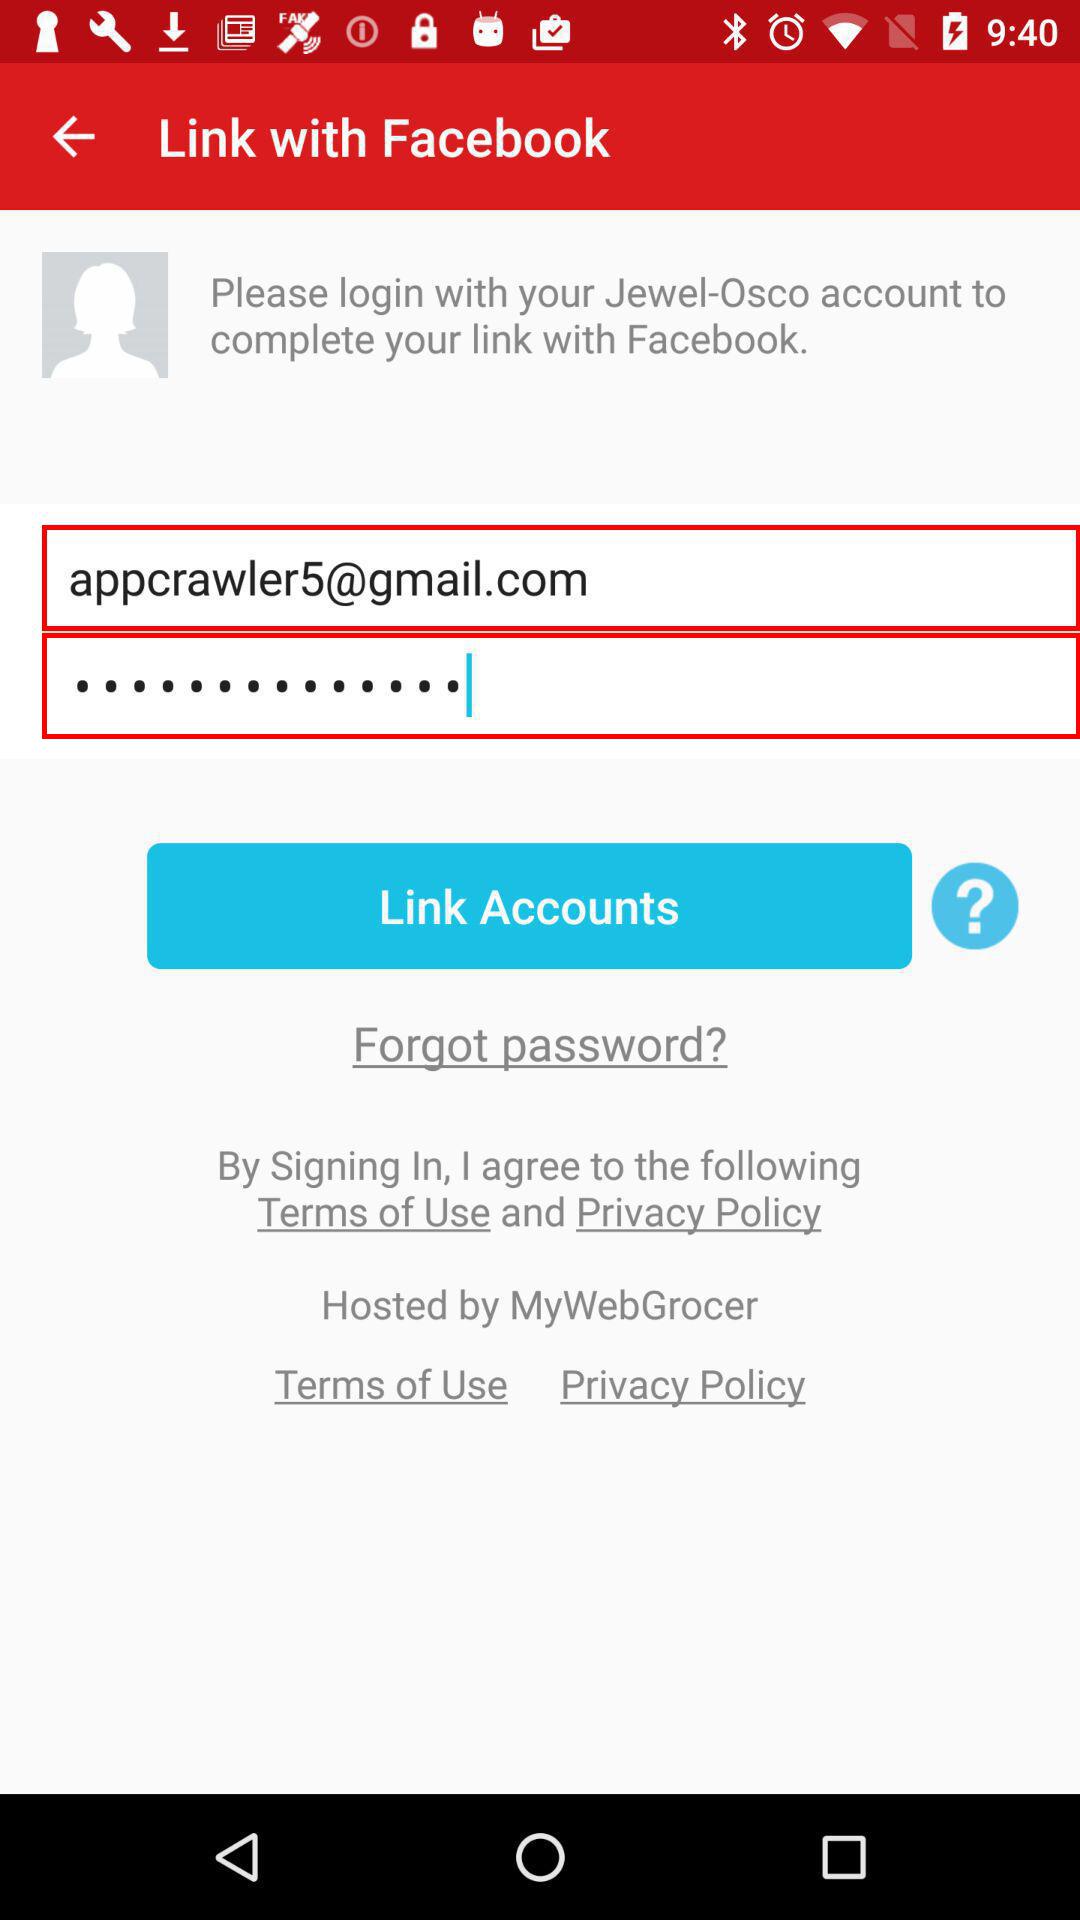 FAKE
9:40
Link with Facebook
Please login with your Jewel-Osco account to
complete your link with Facebook.
appcrawler5@gmail.com
••••••••••••••
Link Accounts
?
Forgot password?
By Signing In, I agree to the following
Terms of Use and Privacy Policy
Hosted by MyWebGrocer
Terms of Use Privacy Policy